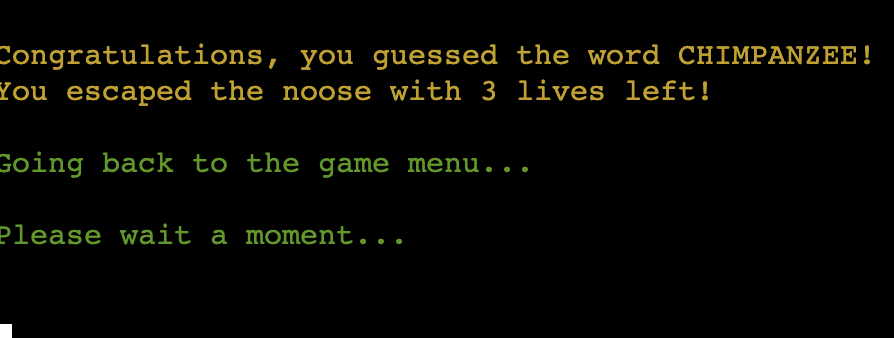 Congratulations, you guessed the word CHIMPANZEE!
You escaped the noose with 3 lives left!
Going back to the game menu...
Please wait a moment...